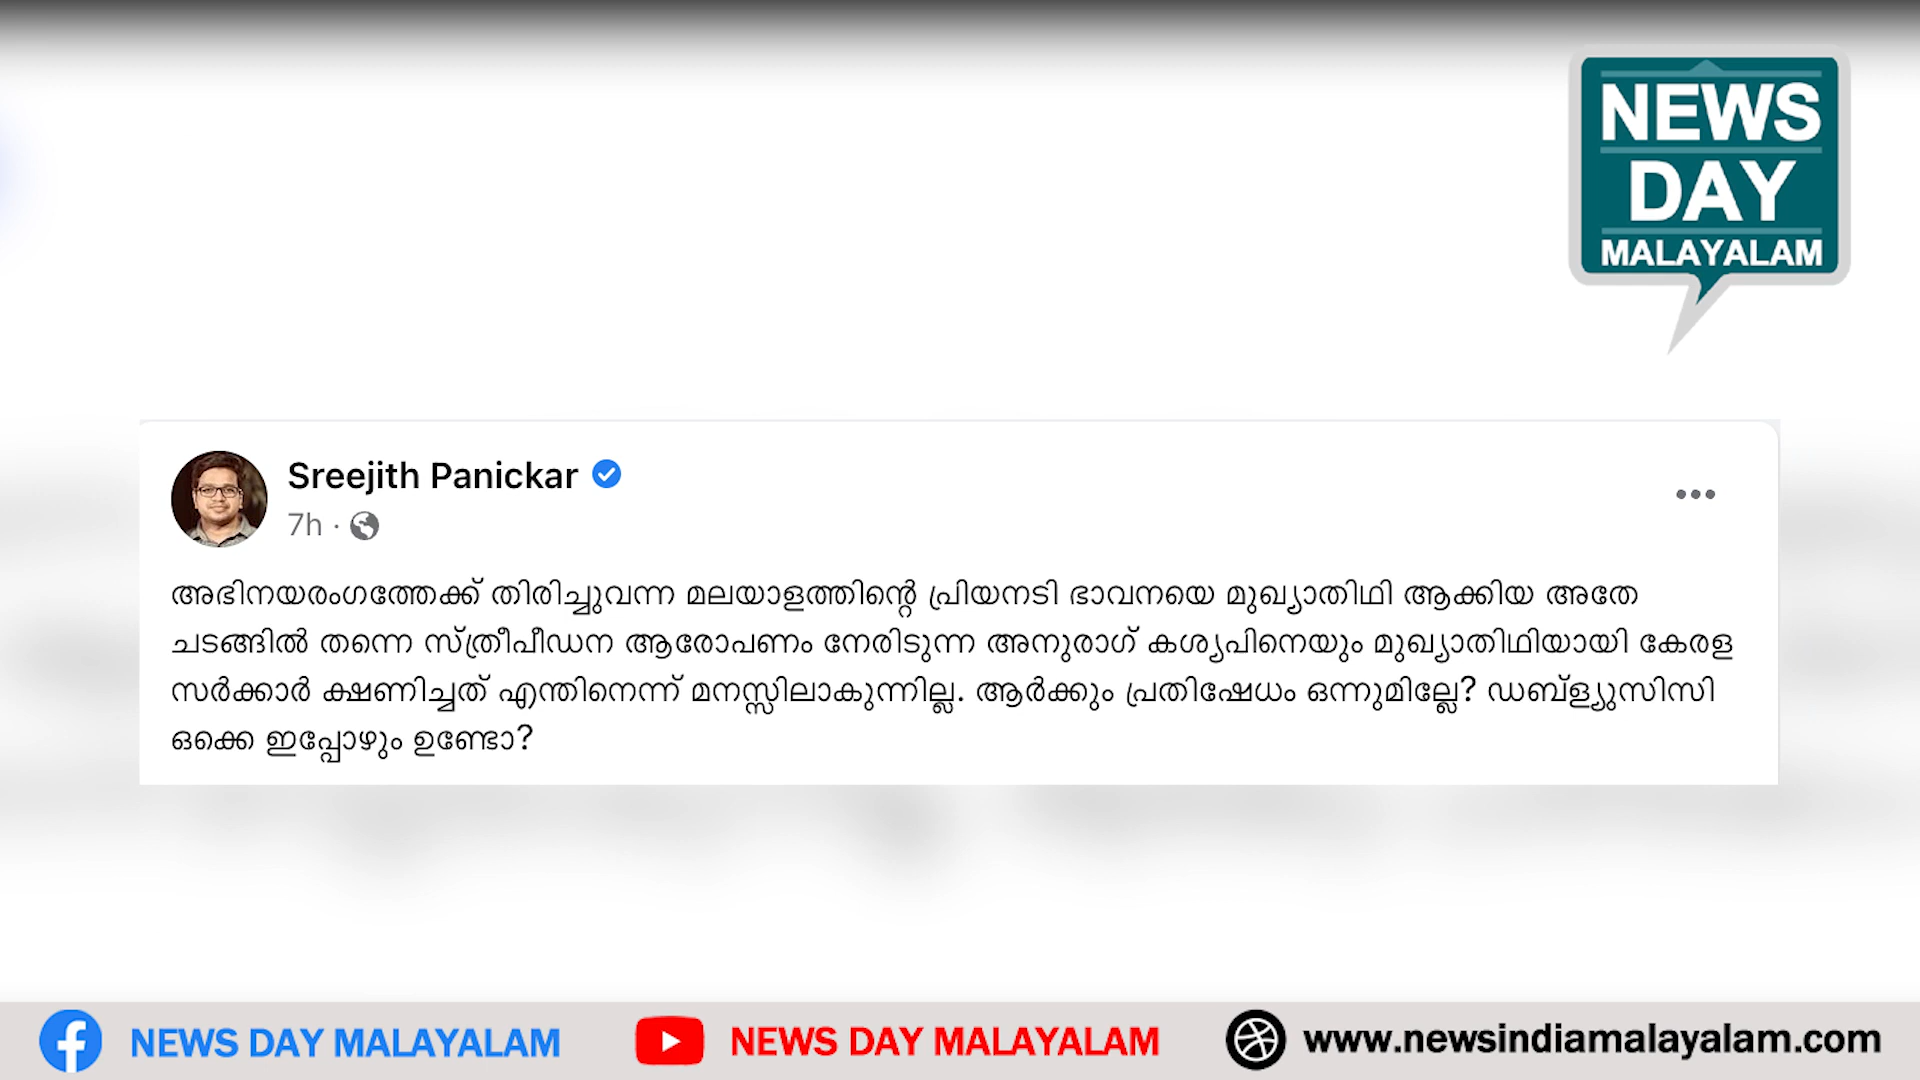 NEWS
DAY
MALAYALAM
Sreejith Panickar
7h ·
അഭിനയരംഗത്തേക്ക് തിരിച്ചുവന്ന മലയാളത്തിന്റെ പ്രിയനടി ഭാവനയെ മുഖ്യാതിഥി ആക്കിയ അതേ
ചടങ്ങിൽ തന്നെ സ്ത്രീപീഡന ആരോപണം നേരിടുന്ന അനുരാഗ് കശ്യപിനെയും മുഖ്യാതിഥിയായി കേരള
സർക്കാർ ക്ഷണിച്ചത് എന്തിനെന്ന് മനസ്സിലാകുന്നില്ല. ആർക്കും പ്രതിഷേധം ഒന്നുമില്ലേ? ഡബ്ള്യുസിസി
ഒക്കെ ഇപ്പോഴും ഉണ്ടോ?
NEWS DAY MALAYALAM
NEWS DAY MALAYALAM
www.newsindiamalayalam.com